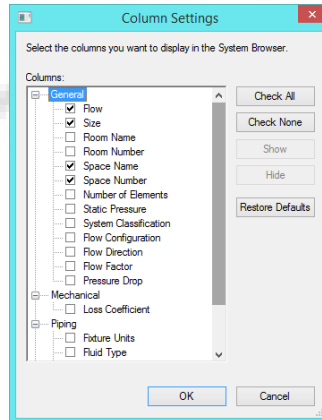 Column Settings
Select the columns you want to display in the System Browser.
Columns:
General
Flow
Size
Room Name
Room Number
Space Name
Space Number
Number of Elements
Static Pressure
System Classification
Flow Configuration
Flow Direction
Flow Factor
Pressure Drop
Mechanical
Loss Coefficient
Piping
Fixture Units
Fluid Type
Check All
Check None
Show
Hide
Restore Defaults
OK
Cancel